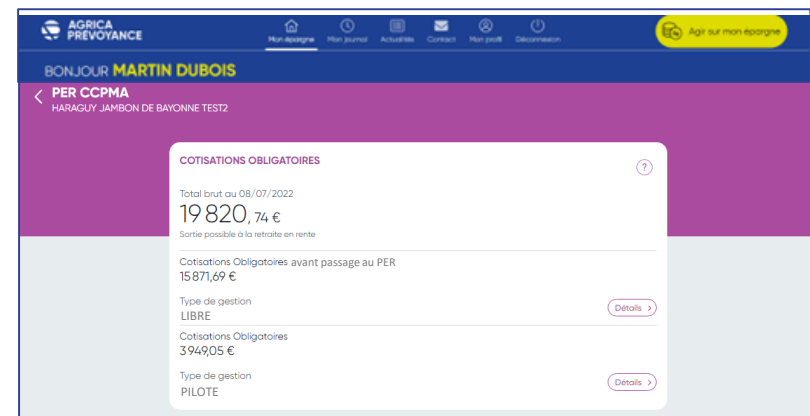 AGRICA
PRÉVOYANCE
Mon épargne
Mon journal
Actualités
Contact
Mon profil
Déconnexion
Agir sur mon épargne
BONJOUR MARTIN DUBOIS
PER CCPMA
HARAGUY JAMBON DE BAYONNE TEST2
COTISATIONS OBLIGATOIRES
?
Total brut au 08/07/2022
19 820, 74 €
Sortie possible à la retraite en rente
Cotisations Obligatoires avant passage au PER
15 871,69 €
Type de gestion
LIBRE
Détails >
Cotisations Obligatoires
3 949,05 €
Type de gestion
PILOTE
Détails >